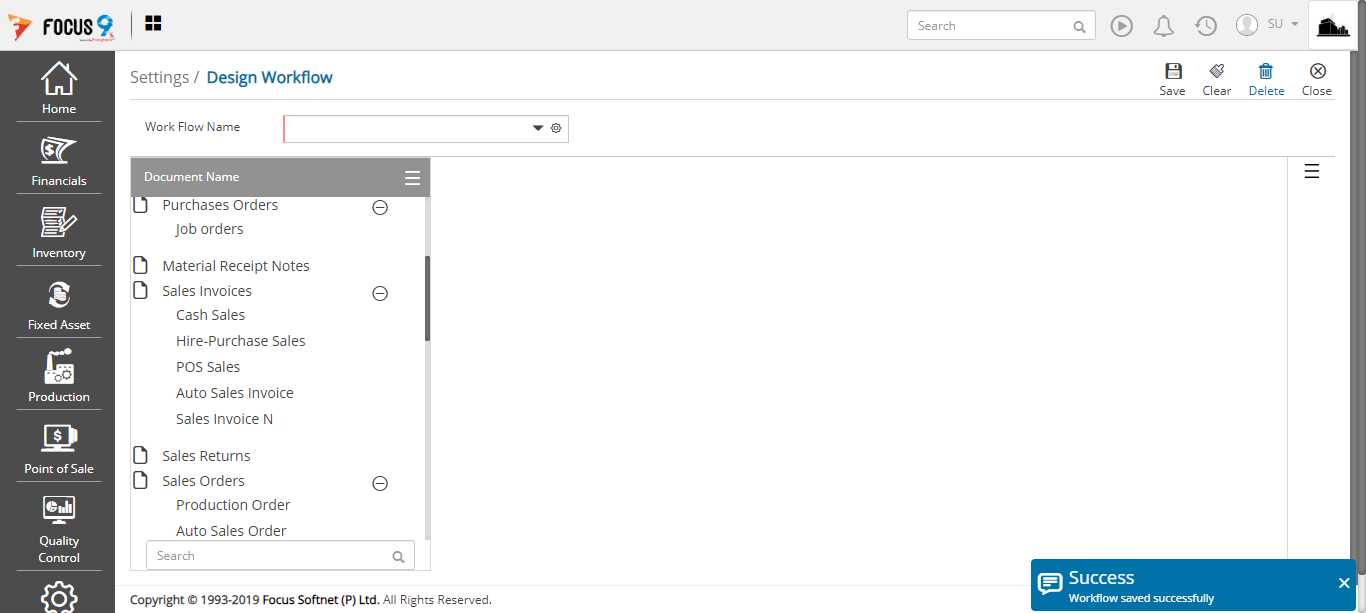 FOCUS 9
Search
SU
Home
Financials
Inventory
Fixed Asset
Production
Point of Sale
Quality
Control
Settings / Design Workflow
Save
Clear
Delete
Close
Work Flow Name
Document Name
Purchases Orders
Job orders
Material Receipt Notes
Sales Invoices
Cash Sales
Hire-Purchase Sales
POS Sales
Auto Sales Invoice
Sales Invoice N
Sales Returns
Sales Orders
Production Order
Auto Sales Order
Search
Success
Workflow saved successfully
Copyright © 1993-2019 Focus Softnet (P) Ltd. All Rights Reserved.